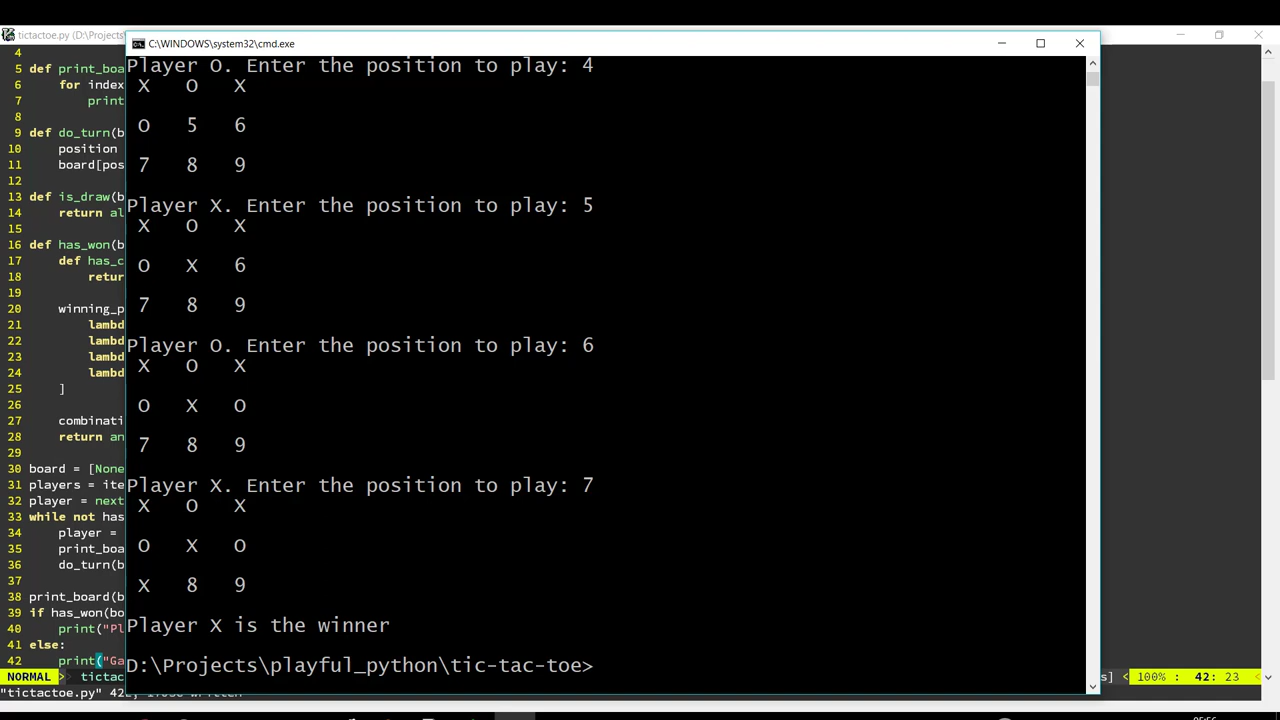 tictactoe.py (D:\Projects
C:\WINDOWS\system32\cmd.exe
4
5 def print_boa
6 for index
7 print
8
9 def do_turn(b
10 position
11 board[pos
12
13 def is_draw(b
14 return al
15
16 def has_won(b
17 def has_c
18 retur
19
20 winning_p
21 lambd
22 lambd
23 lambd
24 lambd
25 ]
26
27 combinati
28 return an
29
30 board = [None
31 players = ite
32 player = next
33 while not has
34 player =
35 print_boa
36 do_turn(b
37
38 print_board(b
39 if has_won(bo
40 print("Pl
41 else:
42 print("Ga
Player O. Enter the position to play: 4
X O X
O 5 6
7 8 9
Player X. Enter the position to play: 5
X O X
O X 6
7 8 9
Player O. Enter the position to play: 6
X O X
O X O
7 8 9
Player X. Enter the position to play: 7
X O X
O X O
X 8 9
Player X is the winner
D:\Projects\playful_python\tic-tac-toe>
NORMAL > tictac s] < 100% : 42: 23
"tictactoe.py" 42L, written